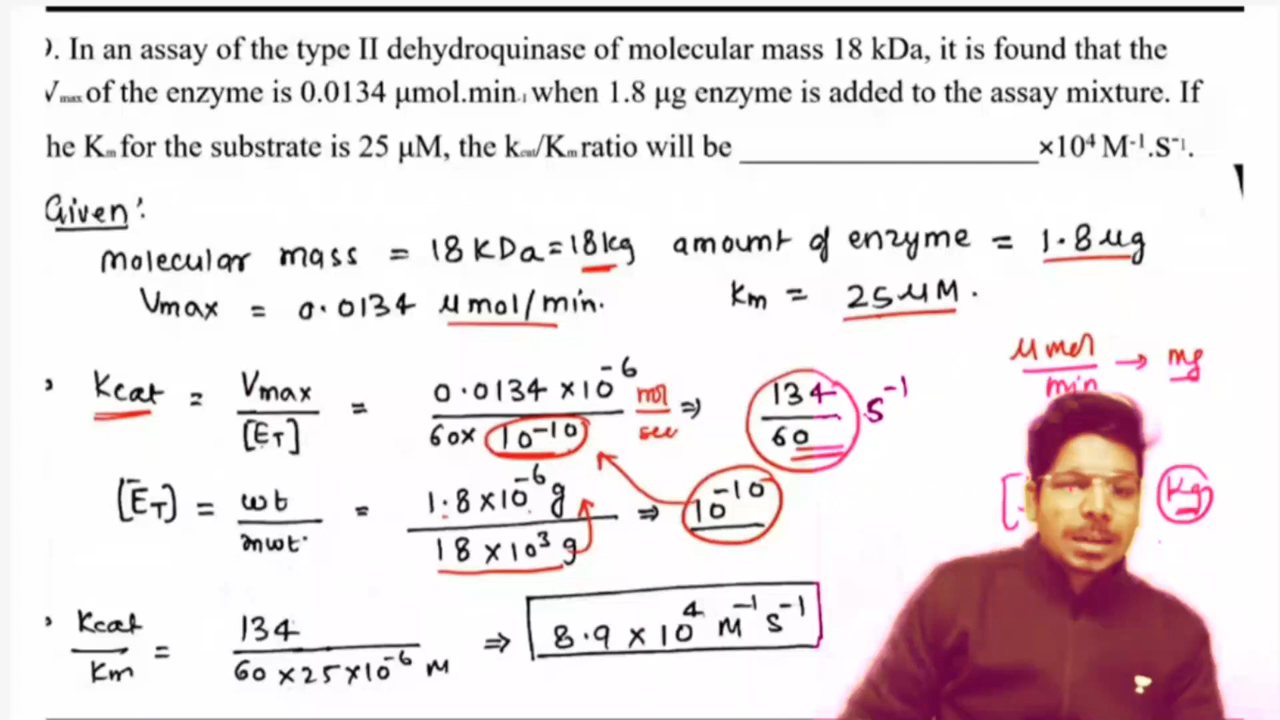 ). In an assay of the type II dehydroquinase of molecular mass 18 kDa, it is found that the
Vmax of the enzyme is 0.0134 μmol.min-1 when 1.8 μg enzyme is added to the assay mixture. If
he Km for the substrate is 25 μM, the kcat/Km ratio will be ____________________ ×10⁴ M⁻¹.S⁻¹.
Given:
molecular mass = 18 KDa = 18 kg amount of enzyme = 1.8 μg
Vmax = 0.0134 μ mol/min. Km = 25 μM.
μ mol/min → mg
Kcat = Vmax/[ET] = 0.0134 × 10⁻⁶/60 × 10⁻¹⁰ mol/sec ⇒ 134/60 s⁻¹
[ET] = wt/mwt. = 1.8 × 10⁻⁶ g/18 × 10³ g ⇒ 10⁻¹⁰
Kg
Kcat/Km = 134/60 × 25 × 10⁻⁶ M ⇒ 8.9 × 10⁴ M⁻¹ s⁻¹